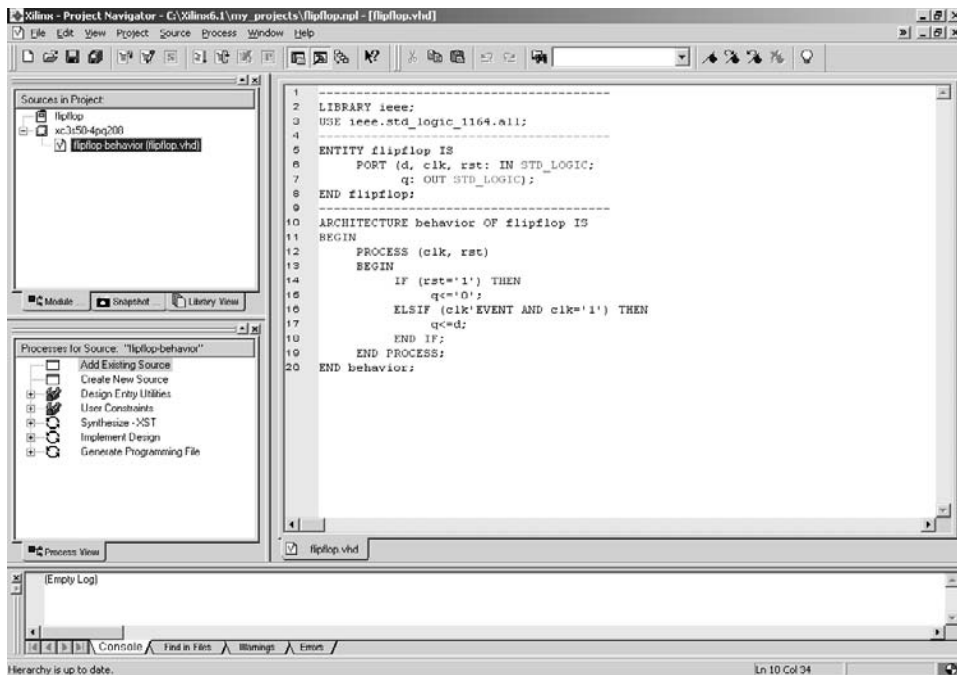 Xilinx - Project Navigator - C:\Xilinx6.1\my_projects\flipflop.npl - [flipflop.vhd]
File Edit View Project Source Process Window Help
Sources in Project:
flipflop
xc3s50-4pq208
flipflop-behavior (flipflop.vhd)
Module ...
Snapshot ...
Library View
Processes for Source: "flipflop-behavior"
Add Existing Source
Create New Source
Design Entry Utilities
User Constraints
Synthesize - XST
Implement Design
Generate Programming File
Process View
1 -----------------------------------------
2 LIBRARY ieee;
3 USE ieee.std_logic_1164.all;
4 -----------------------------------------
5 ENTITY flipflop IS
6 PORT (d, clk, rst: IN STD_LOGIC;
7 q: OUT STD_LOGIC);
8 END flipflop;
9 -----------------------------------------
10 ARCHITECTURE behavior OF flipflop IS
11 BEGIN
12 PROCESS (clk, rst)
13 BEGIN
14 IF (rst='1') THEN
15 q<='0';
16 ELSIF (clk'EVENT AND clk='1') THEN
17 q<=d;
18 END IF;
19 END PROCESS;
20 END behavior;
flipflop.vhd
(Empty Log)
Console Find in Files Warnings Errors
Hierarchy is up to date.
Ln 10 Col 34